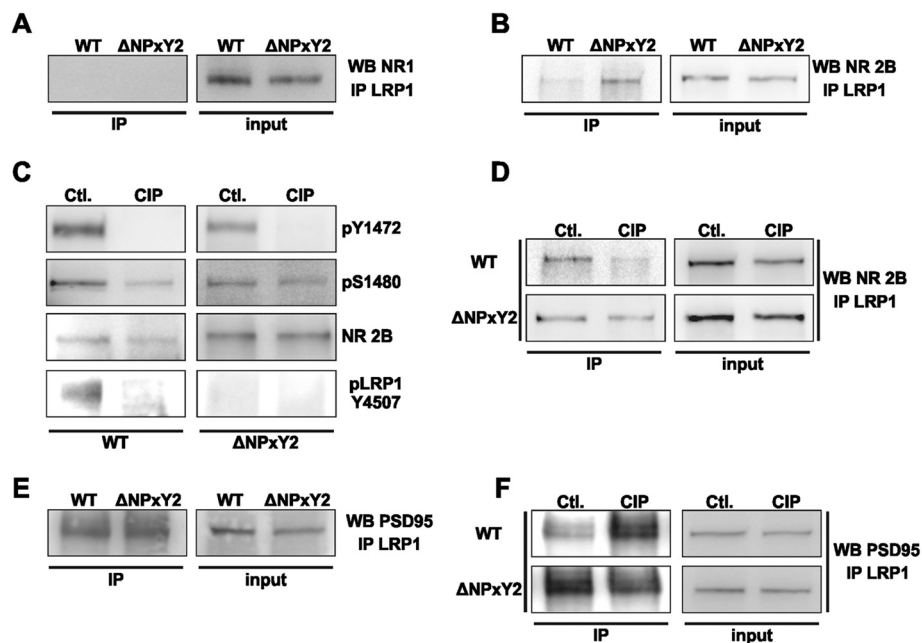 A
WT ΔNPxY2 WT ΔNPxY2
WB NR1
IP LRP1
IP input
B
WT ΔNPxY2 WT ΔNPxY2
WB NR 2B
IP LRP1
IP input
C
Ctl. CIP Ctl. CIP
pY1472
pS1480
NR 2B
pLRP1
Y4507
WT ΔNPxY2
D
Ctl. CIP Ctl. CIP
WT
ΔNPxY2
WB NR 2B
IP LRP1
IP input
E
WT ΔNPxY2 WT ΔNPxY2
WB PSD95
IP LRP1
IP input
F
Ctl. CIP Ctl. CIP
WT
ΔNPxY2
WB PSD95
IP LRP1
IP input